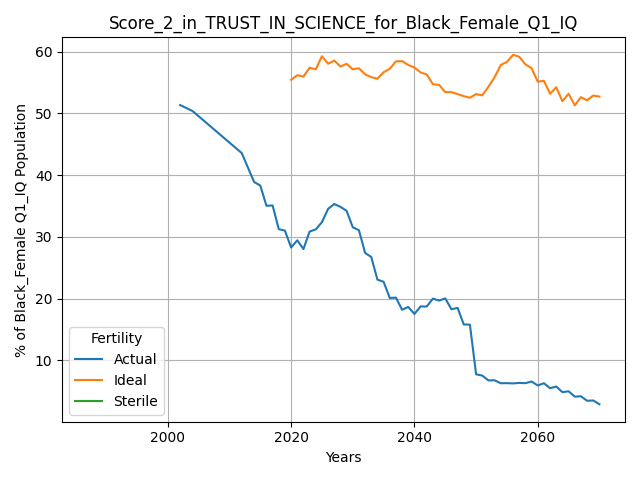 Score_2_in_TRUST_IN_SCIENCE_for_Black_Female_Q1_IQ
% of Black_Female Q1_IQ Population
60
50
40
30
20
10
Fertility
Actual
Ideal
Sterile
2000
2020
2040
2060
Years